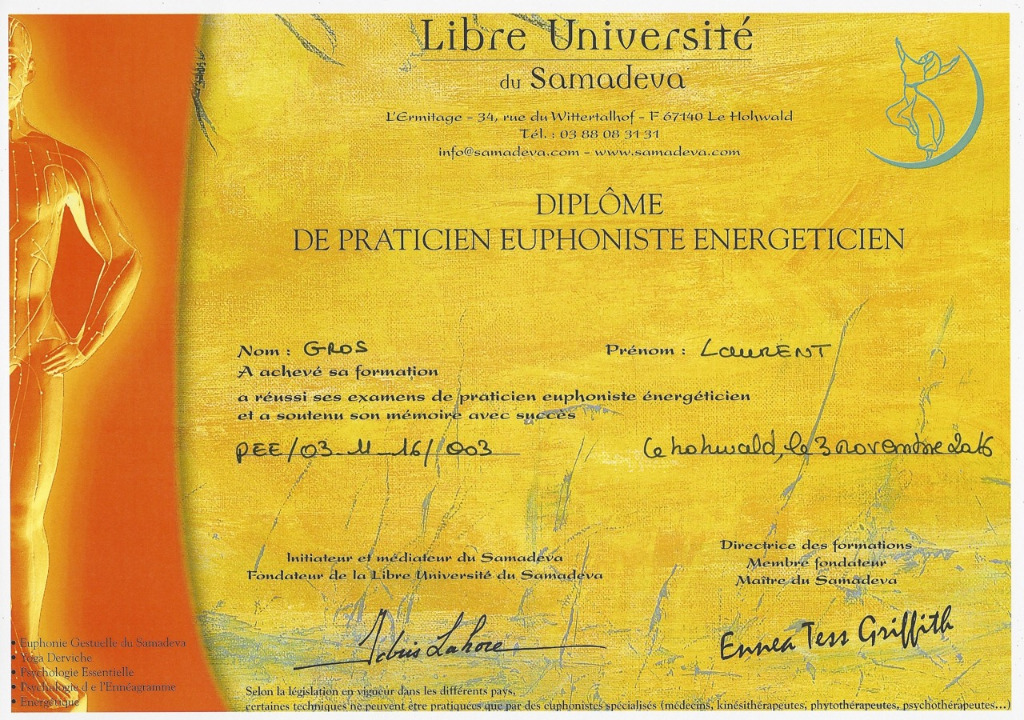 Libre Université
du Samadeva
L'Ermitage - 34, rue du Wittertalhof - F 67140 Le Hohwald
Tél. : 03 88 08 31 31
info@samadeva.com - www.samadeva.com
DIPLÔME
DE PRATICIEN EUPHONISTE ENERGETICIEN
Nom : GROS Prénom : LAURENT
A achevé sa formation
a réussi ses examens de praticien euphoniste énergéticien
et a soutenu son mémoire avec succès
PEE/03_11_16/003 Le hohwald, le 3 novembre 2016
Initiateur et médiateur du Samadeva
Fondateur de la Libre Université du Samadeva
Directrice des formations
Membre fondateur
Maître du Samadeva
Idris Lahore
Ennea Tess Griffith
• Euphonie Gestuelle du Samadeva
• Yoga Derviche
• Psychologie Essentielle
• Psychologie d e l'Ennéagramme
• Energétique
Selon la législation en vigueur dans les différents pays,
certaines techniques ne peuvent être pratiquées que par des euphonistes spécialisés (médecins, kinésithérapeutes, phytothérapeutes, psychothérapeutes...)